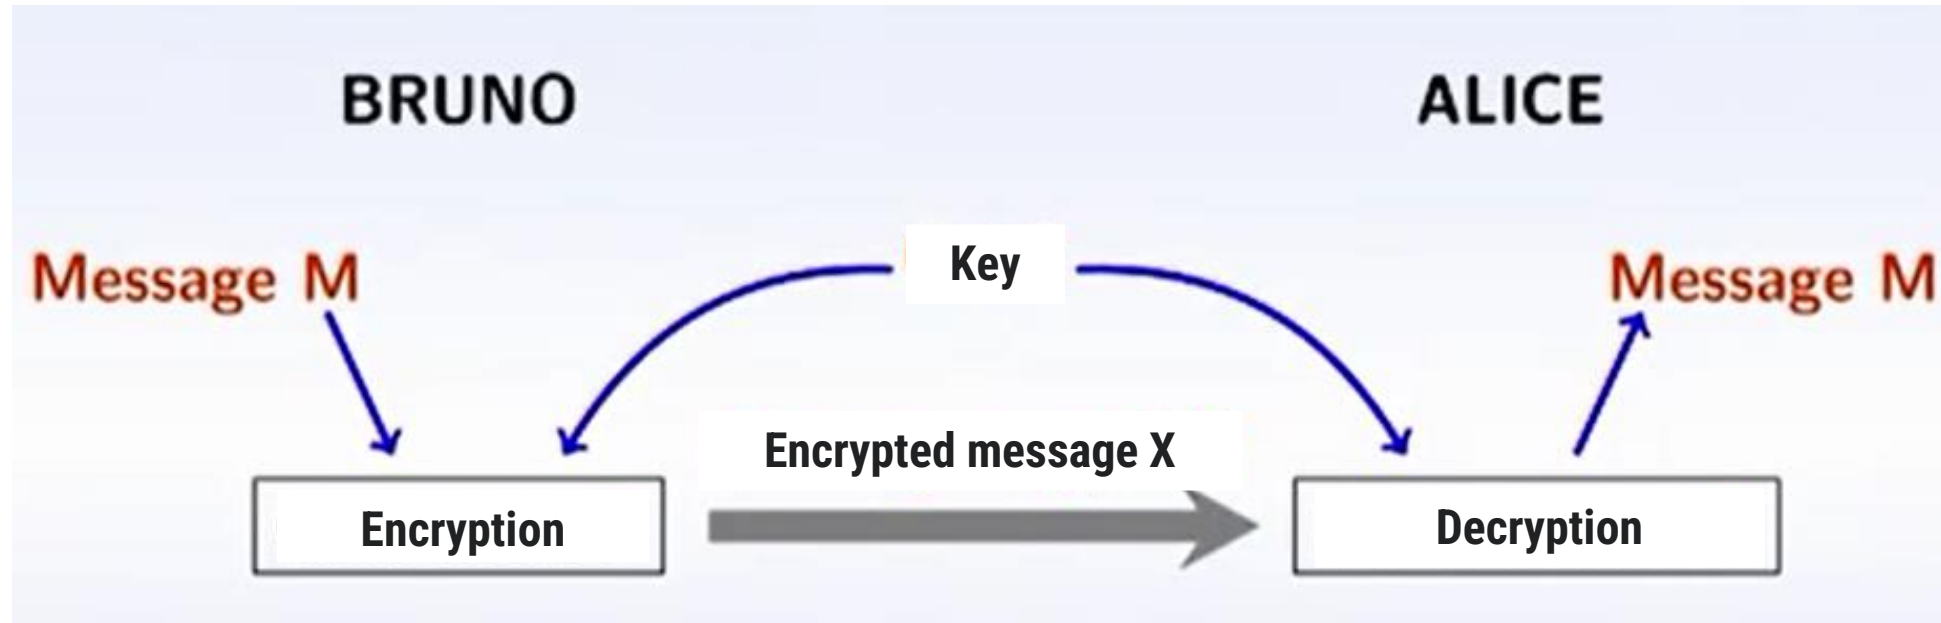 BRUNO
ALICE
Message M
Key
Message M
Encrypted message X
Encryption
Decryption